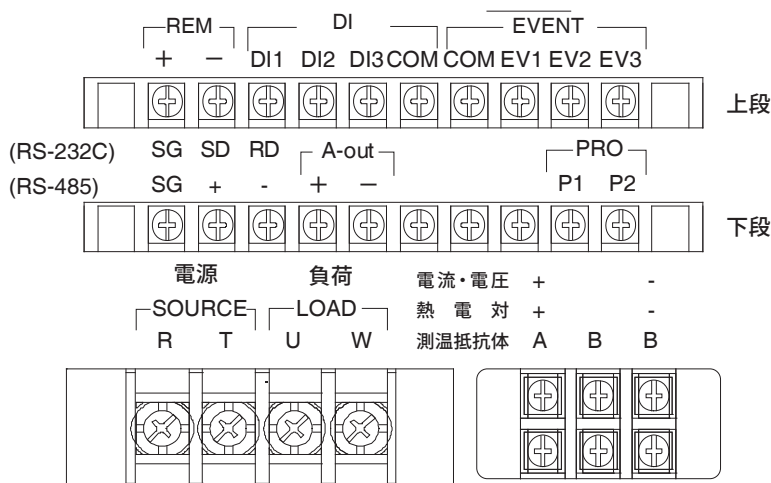 REM DI EVENT
+ − DI1 DI2 DI3 COM COM EV1 EV2 EV3
上段
(RS-232C) SG SD RD A-out PRO
(RS-485) SG + - + − P1 P2
下段
電源 負荷 電流・電圧 + -
SOURCE LOAD 熱電対 + -
R T U W 測温抵抗体 A B B